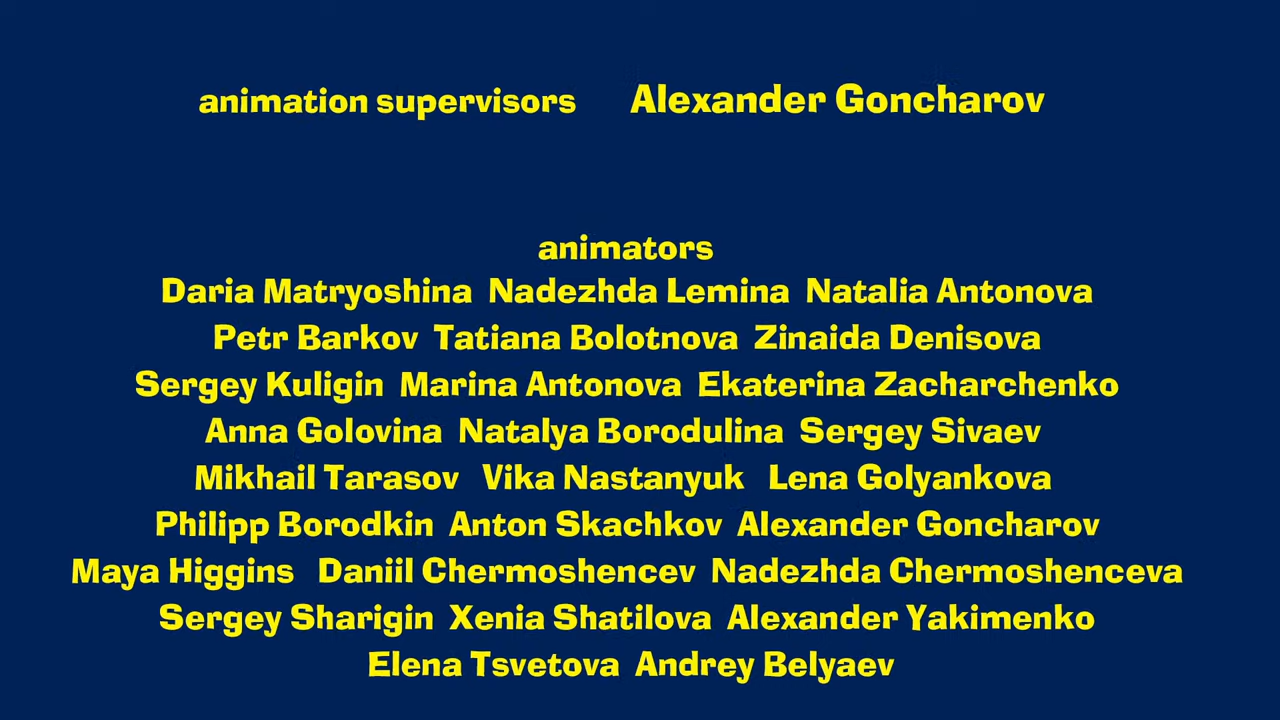 animation supervisors Alexander Goncharov
animators
Daria Matryoshina Nadezhda Lemina Natalia Antonova
Petr Barkov Tatiana Bolotnova Zinaida Denisova
Sergey Kuligin Marina Antonova Ekaterina Zacharchenko
Anna Golovina Natalya Borodulina Sergey Sivaev
Mikhail Tarasov Vika Nastanyuk Lena Golyankova
Philipp Borodkin Anton Skachkov Alexander Goncharov
Maya Higgins Daniil Chermoshencev Nadezhda Chermoshenceva
Sergey Sharigin Xenia Shatilova Alexander Yakimenko
Elena Tsvetova Andrey Belyaev